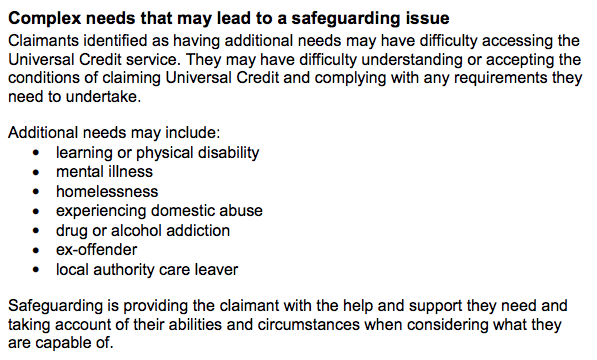 Complex needs that may lead to a safeguarding issue
Claimants identified as having additional needs may have difficulty accessing the
Universal Credit service. They may have difficulty understanding or accepting the
conditions of claiming Universal Credit and complying with any requirements they
need to undertake.
Additional needs may include:
• learning or physical disability
• mental illness
• homelessness
• experiencing domestic abuse
• drug or alcohol addiction
• ex-offender
• local authority care leaver
Safeguarding is providing the claimant with the help and support they need and
taking account of their abilities and circumstances when considering what they
are capable of.